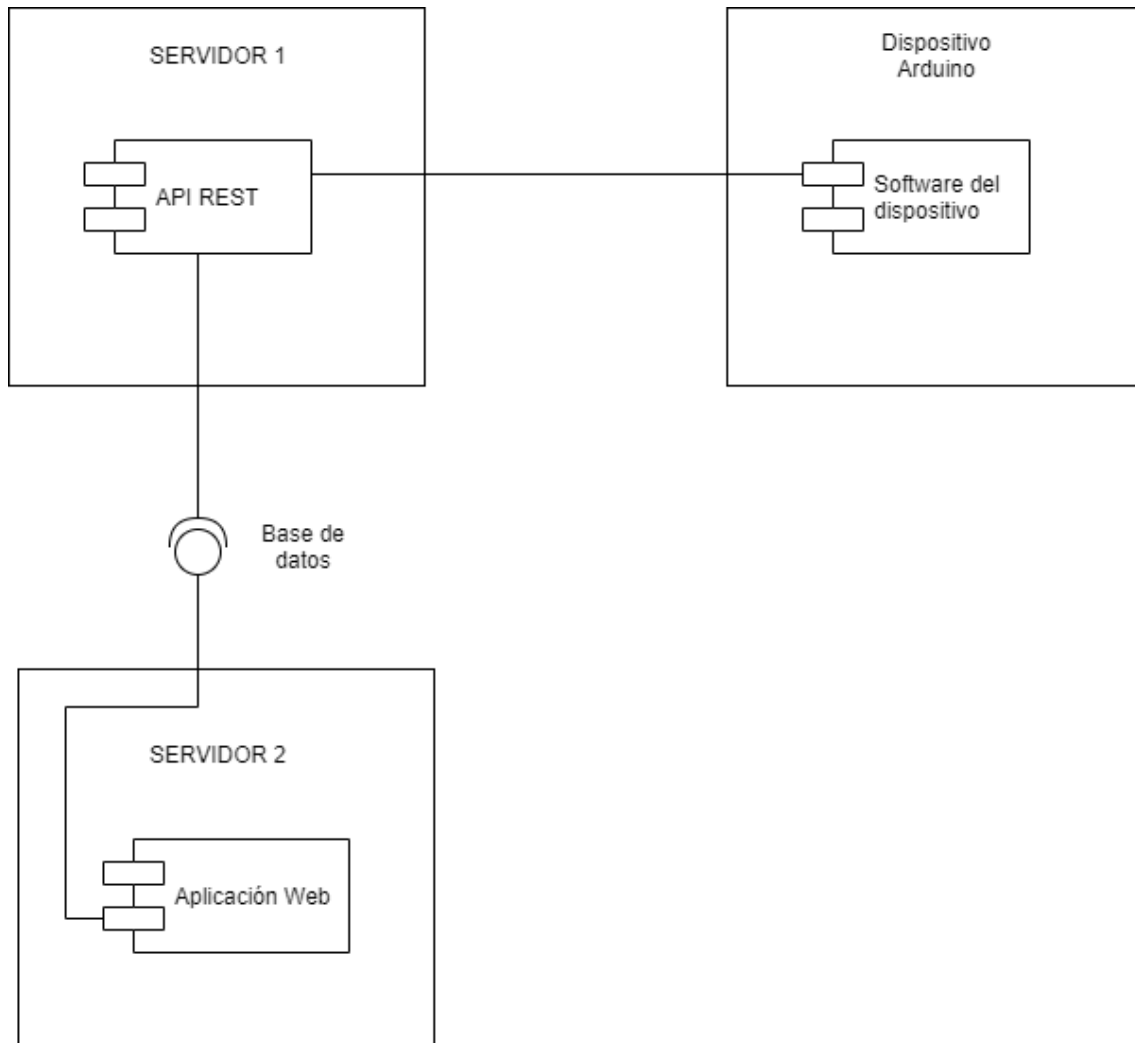 SERVIDOR 1
Dispositivo
Arduino
API REST
Software del
dispositivo
Base de
datos
SERVIDOR 2
Aplicación Web